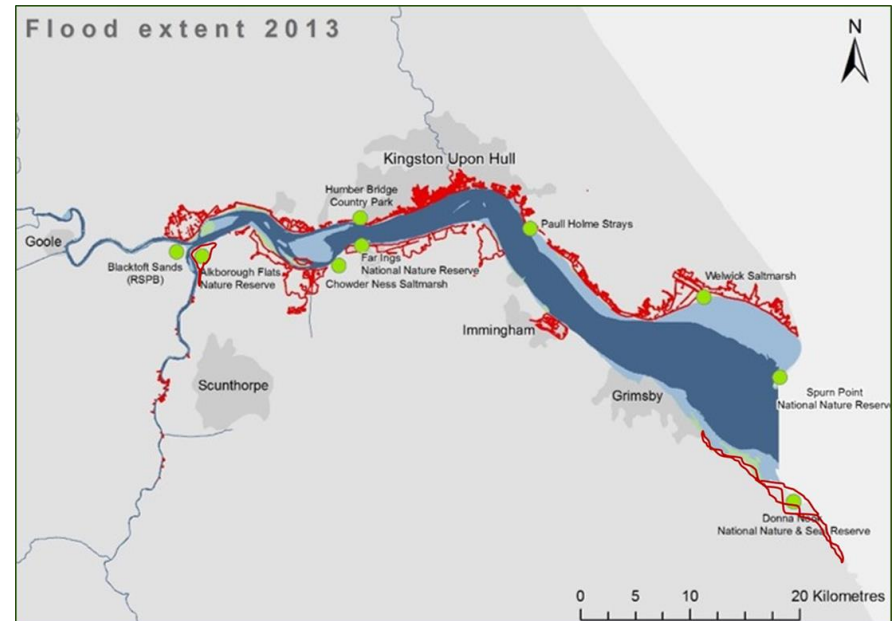 Flood extent 2013
N
Kingston Upon Hull
Humber Bridge
Country Park
Paull Holme Strays
Goole
Blacktoft Sands
(RSPB)
Alkborough Flats
Nature Reserve
Far Ings
National Nature Reserve
Chowder Ness Saltmarsh
Welwick Saltmarsh
Immingham
Scunthorpe
Grimsby
Spurn Point
National Nature Reserve
Donna Nook
National Nature & Seal Reserve
0 5 10 20 Kilometres